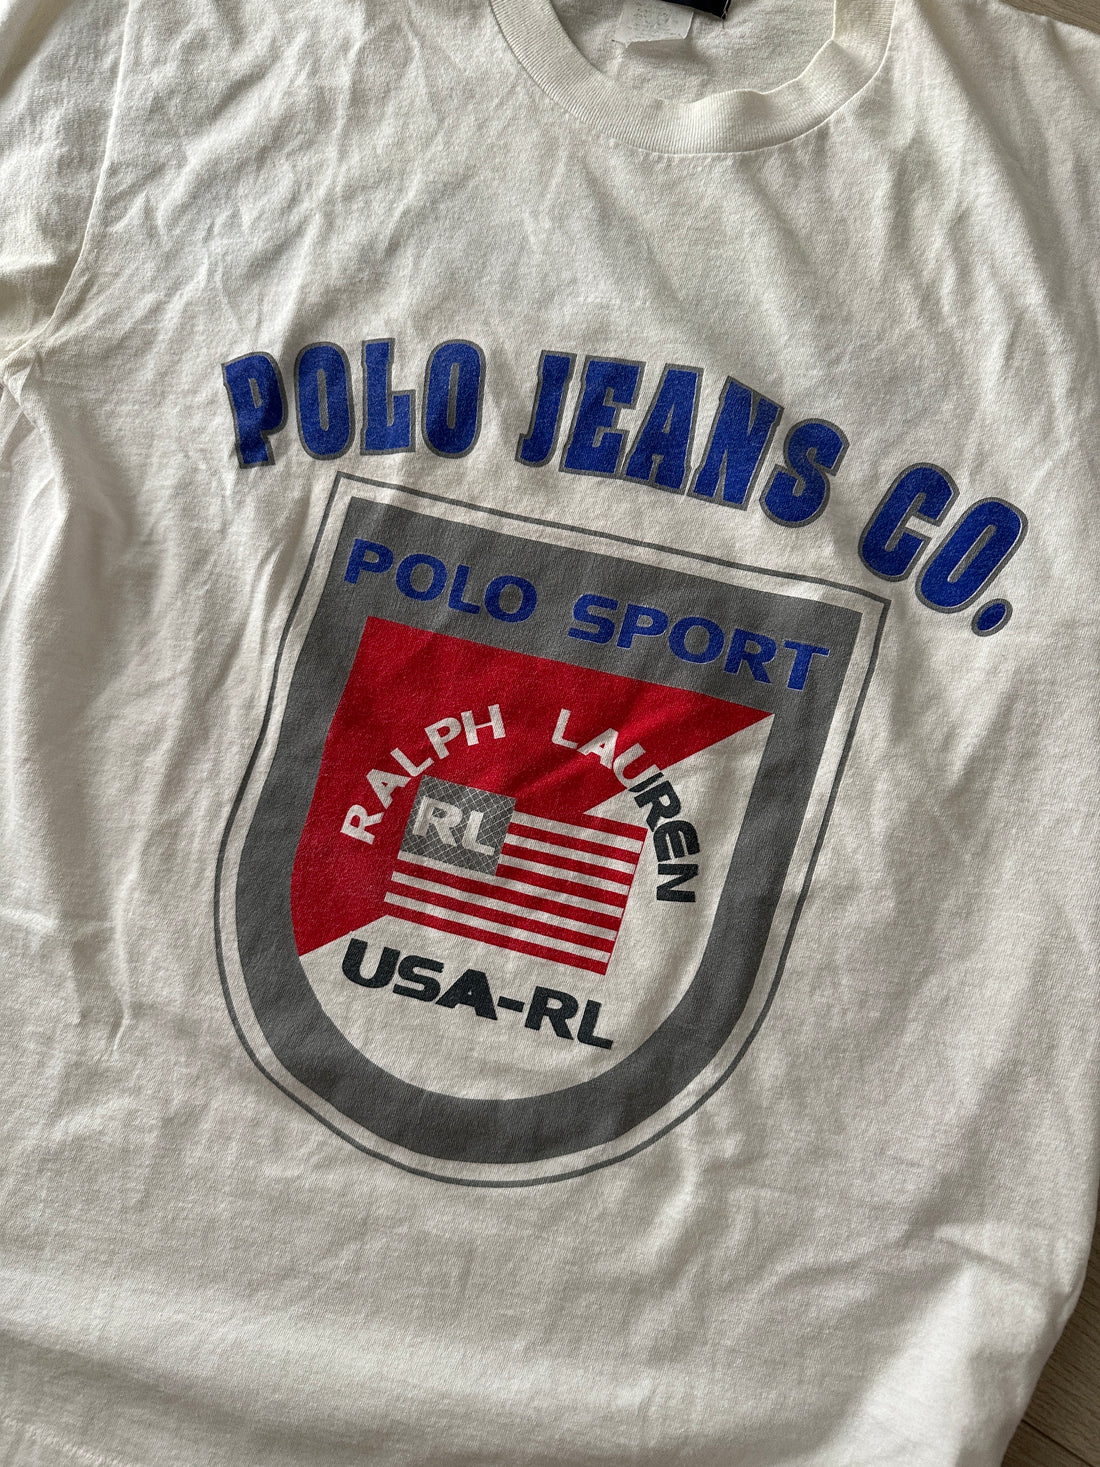 POLO JEANS CO.
POLO SPORT
RALPH LAUREN
RL
USA-RL